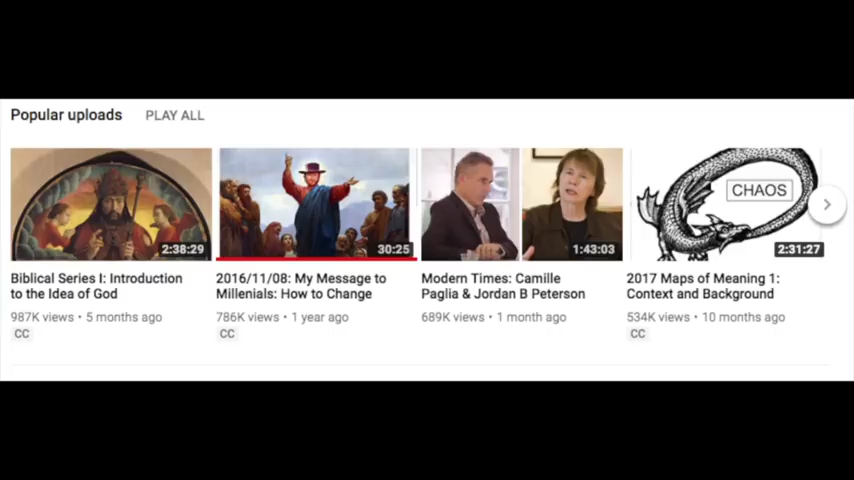 Popular uploads PLAY ALL
2:38:29
30:25
1:43:03
CHAOS
2:31:27
Biblical Series I: Introduction
to the Idea of God
987K views • 5 months ago
CC
2016/11/08: My Message to
Millenials: How to Change
786K views • 1 year ago
CC
Modern Times: Camille
Paglia & Jordan B Peterson
689K views • 1 month ago
2017 Maps of Meaning 1:
Context and Background
534K views • 10 months ago
CC